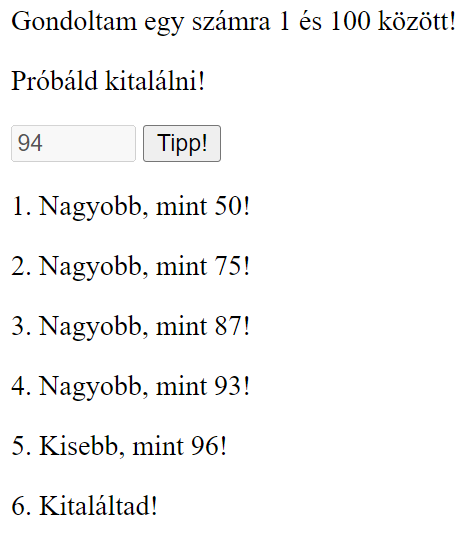 Gondoltam egy számra 1 és 100 között!
Próbáld kitalálni!
94 Tipp!
1. Nagyobb, mint 50!
2. Nagyobb, mint 75!
3. Nagyobb, mint 87!
4. Nagyobb, mint 93!
5. Kisebb, mint 96!
6. Kitaláltad!